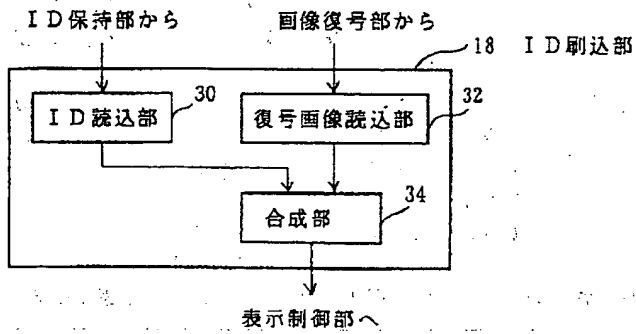 ＩＤ保持部から 画像復号部から
18 ＩＤ刷込部
ＩＤ読込部 30
復号画像読込部 32
合成部 34
表示制御部へ